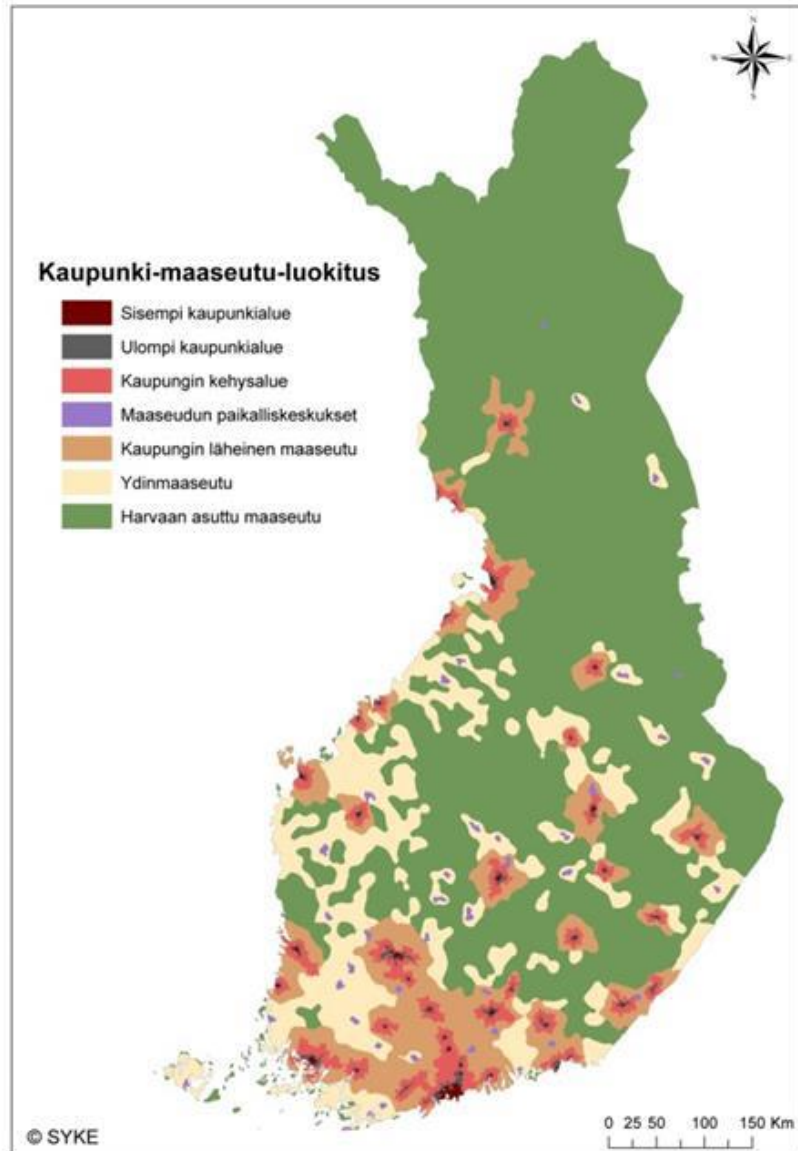 N
W
E
S
Kaupunki-maaseutu-luokitus
Sisempi kaupunkialue
Ulompi kaupunkialue
Kaupungin kehysalue
Maaseudun paikalliskeskukset
Kaupungin läheinen maaseutu
Ydinmaaseutu
Harvaan asuttu maaseutu
© SYKE
0 25 50 100 150 Km